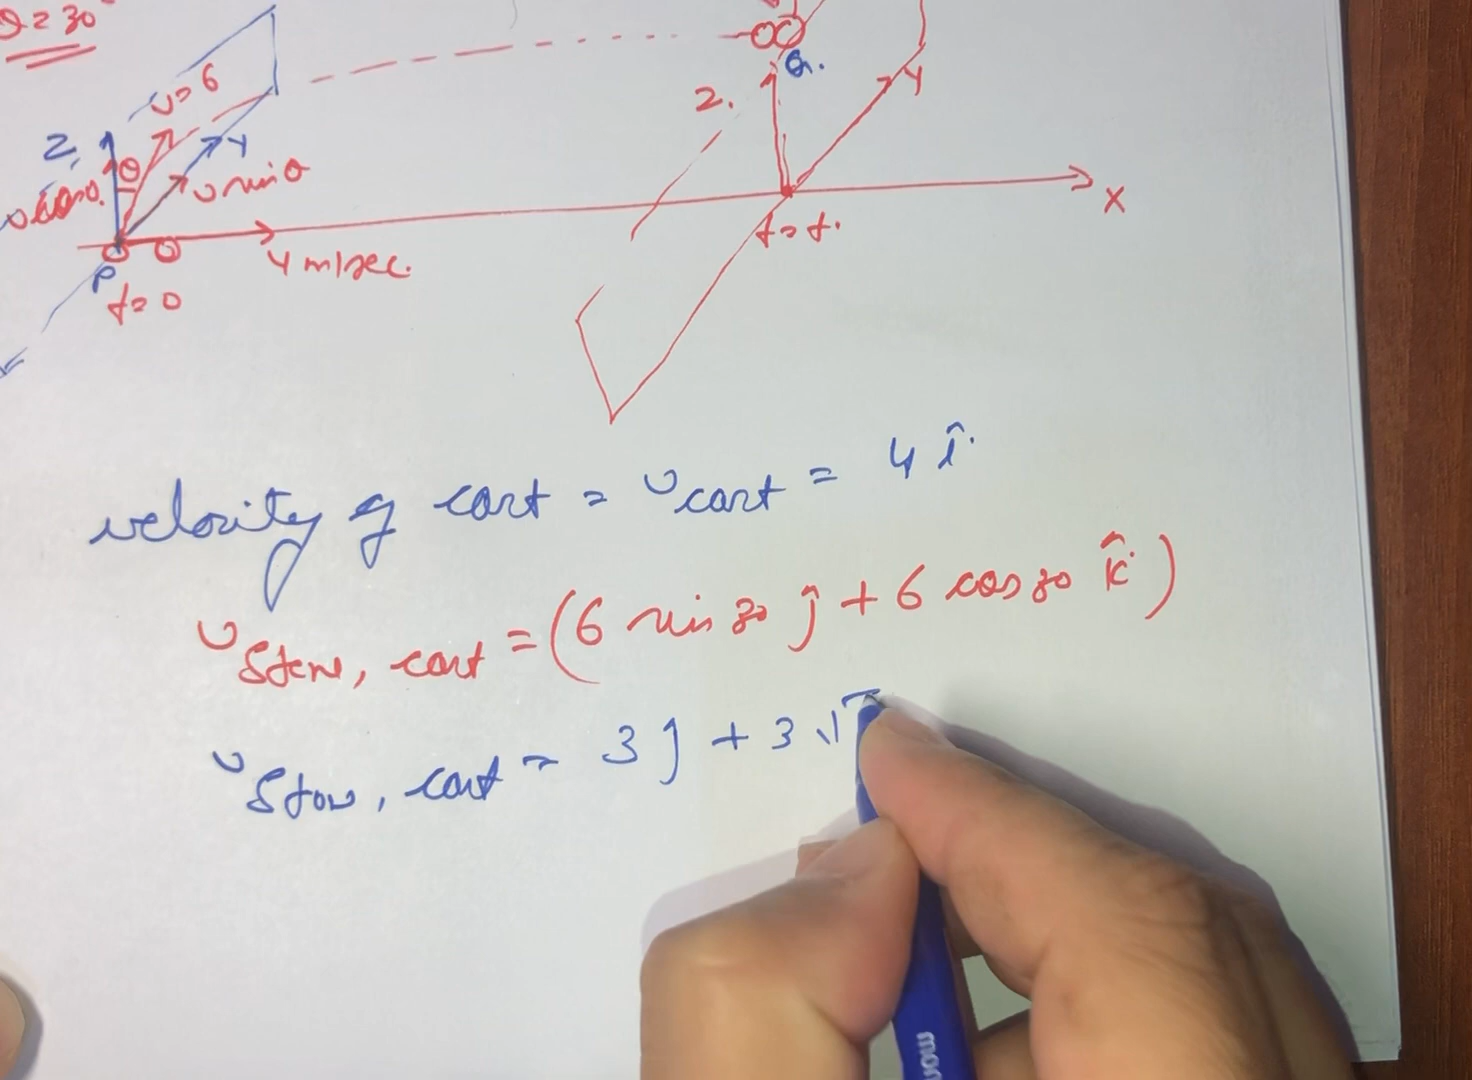 θ = 30°
v = 6
Z
Y
θ
v cos θ
v sin θ
4 m/sec.
P
t = 0
Q.
Z.
Y
X
t = t.
velocity of cart = v cart = 4 î
v stone, cart = (6 sin 30 ĵ + 6 cos 30 k̂)
v stone, cart = 3 ĵ + 3 √
mon